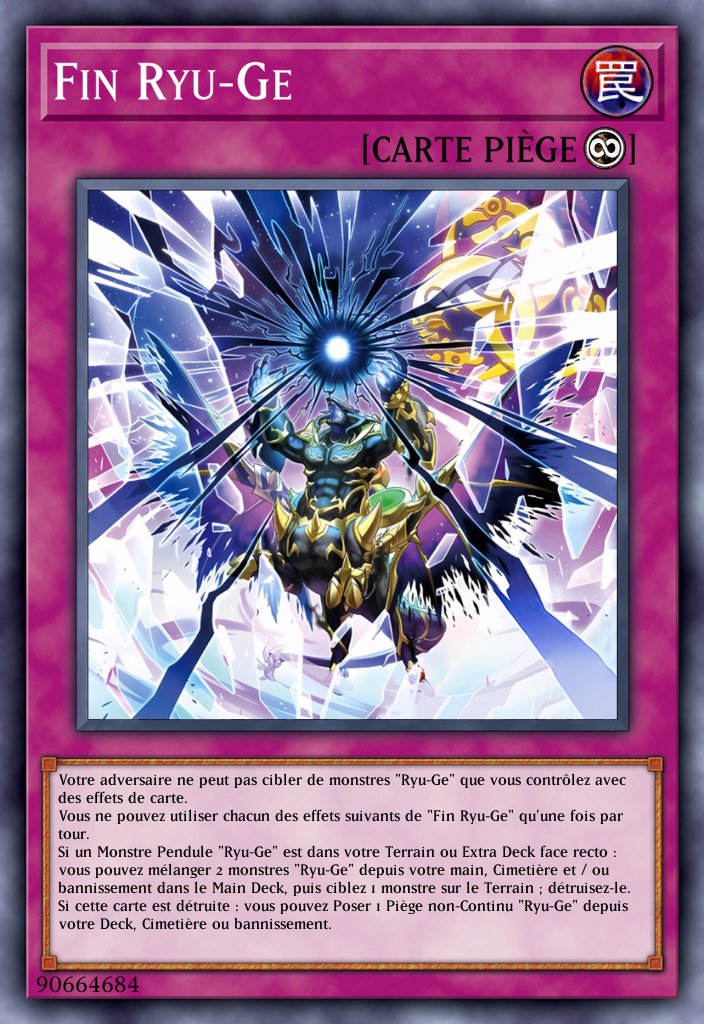 Fin Ryu-Ge
罠
[CARTE PIÈGE ]
Votre adversaire ne peut pas cibler de monstres "Ryu-Ge" que vous contrôlez avec
des effets de carte.
Vous ne pouvez utiliser chacun des effets suivants de "Fin Ryu-Ge" qu'une fois par
tour.
Si un Monstre Pendule "Ryu-Ge" est dans votre Terrain ou Extra Deck face recto :
vous pouvez mélanger 2 monstres "Ryu-Ge" depuis votre main, Cimetière et / ou
bannissement dans le Main Deck, puis ciblez 1 monstre sur le Terrain ; détruisez-le.
Si cette carte est détruite : vous pouvez Poser 1 Piège non-Continu "Ryu-Ge" depuis
votre Deck, Cimetière ou bannissement.
90664684